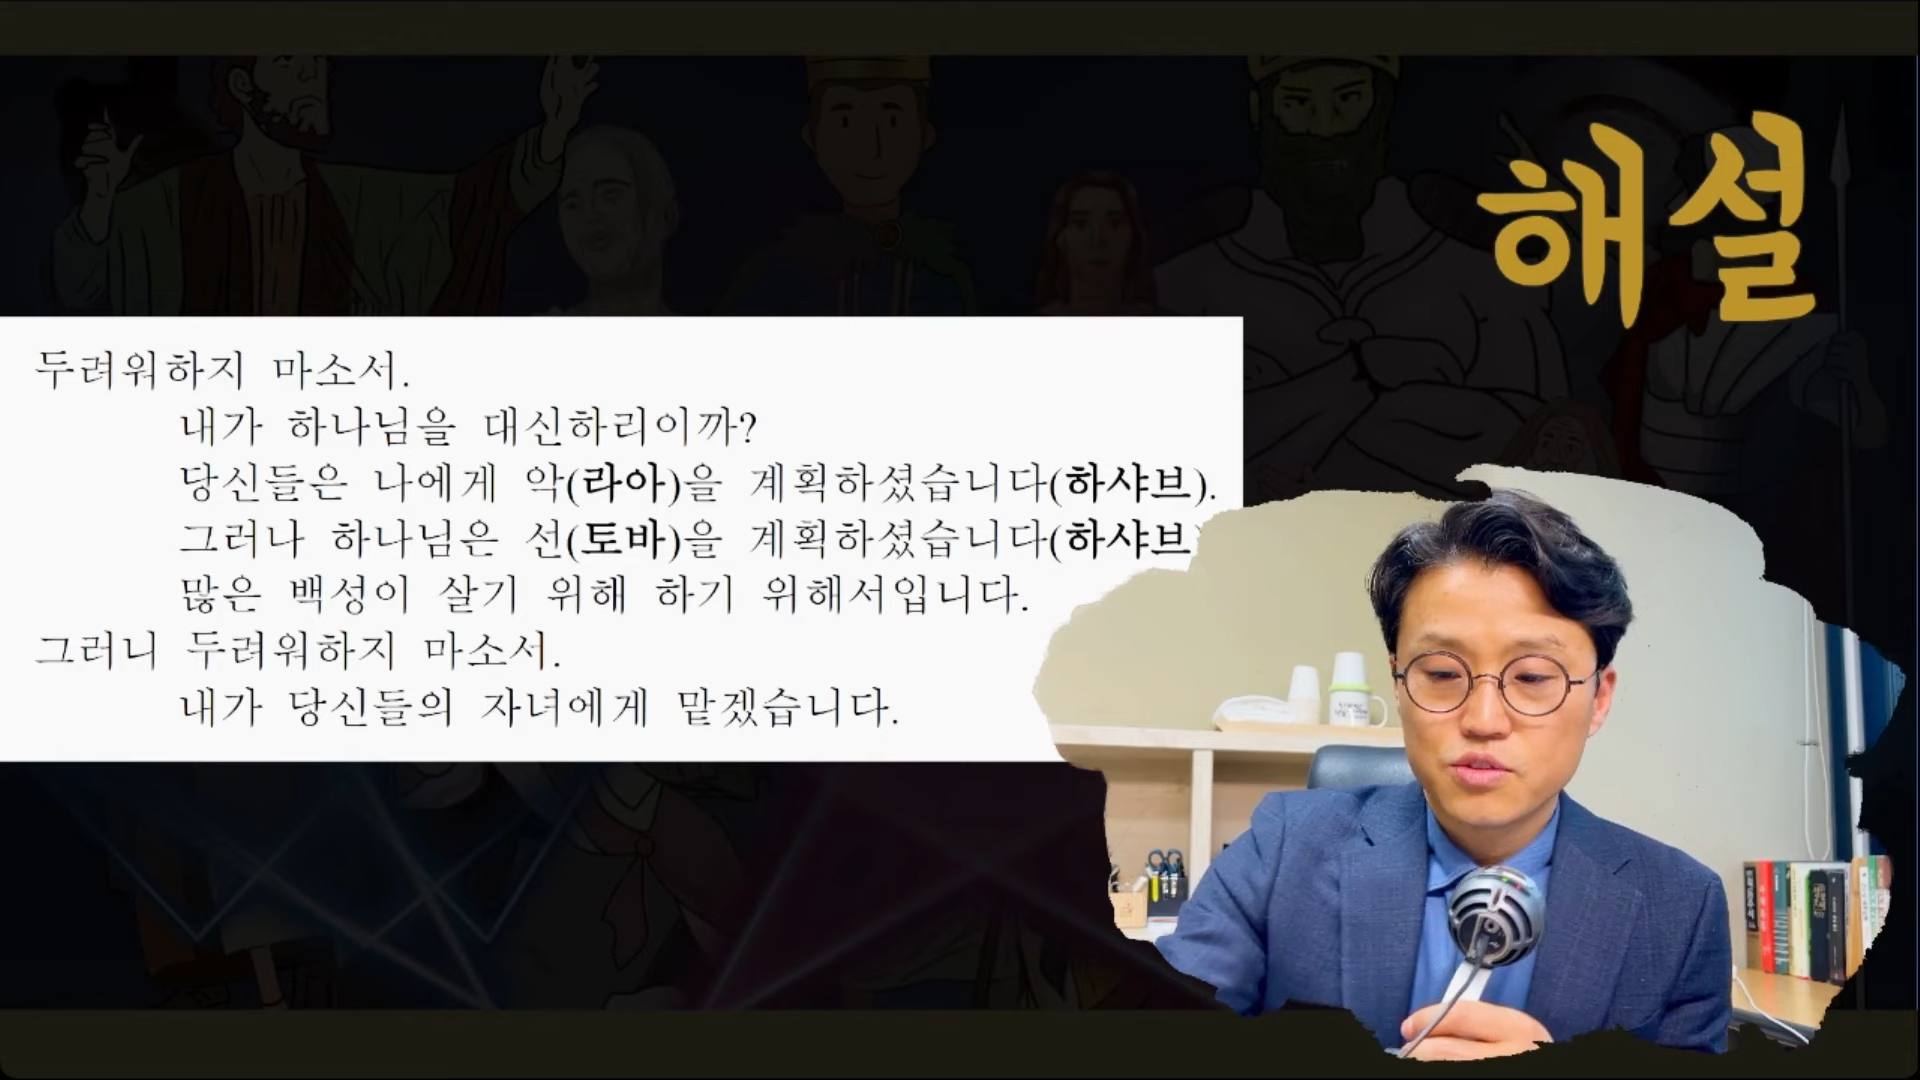 해설
두려워하지 마소서.
내가 하나님을 대신하리이까?
당신들은 나에게 악(라아)을 계획하셨습니다(하샤브).
그러나 하나님은 선(토바)을 계획하셨습니다(하샤브
많은 백성이 살기 위해 하기 위해서입니다.
그러니 두려워하지 마소서.
내가 당신들의 자녀에게 맡겠습니다.